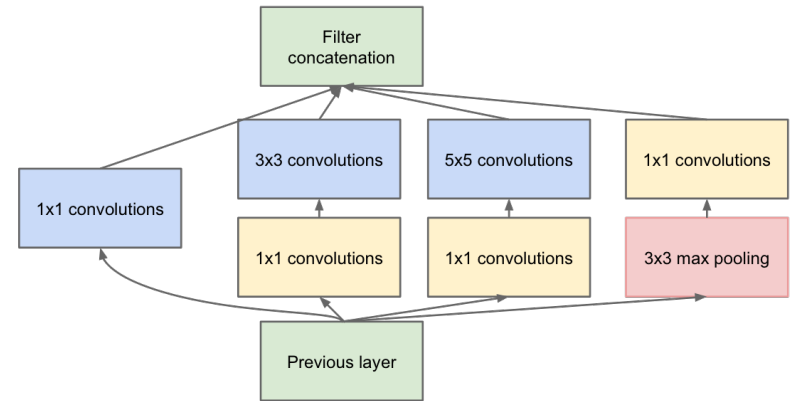 Filter
concatenation
3x3 convolutions
5x5 convolutions
1x1 convolutions
1x1 convolutions
1x1 convolutions
1x1 convolutions
3x3 max pooling
Previous layer